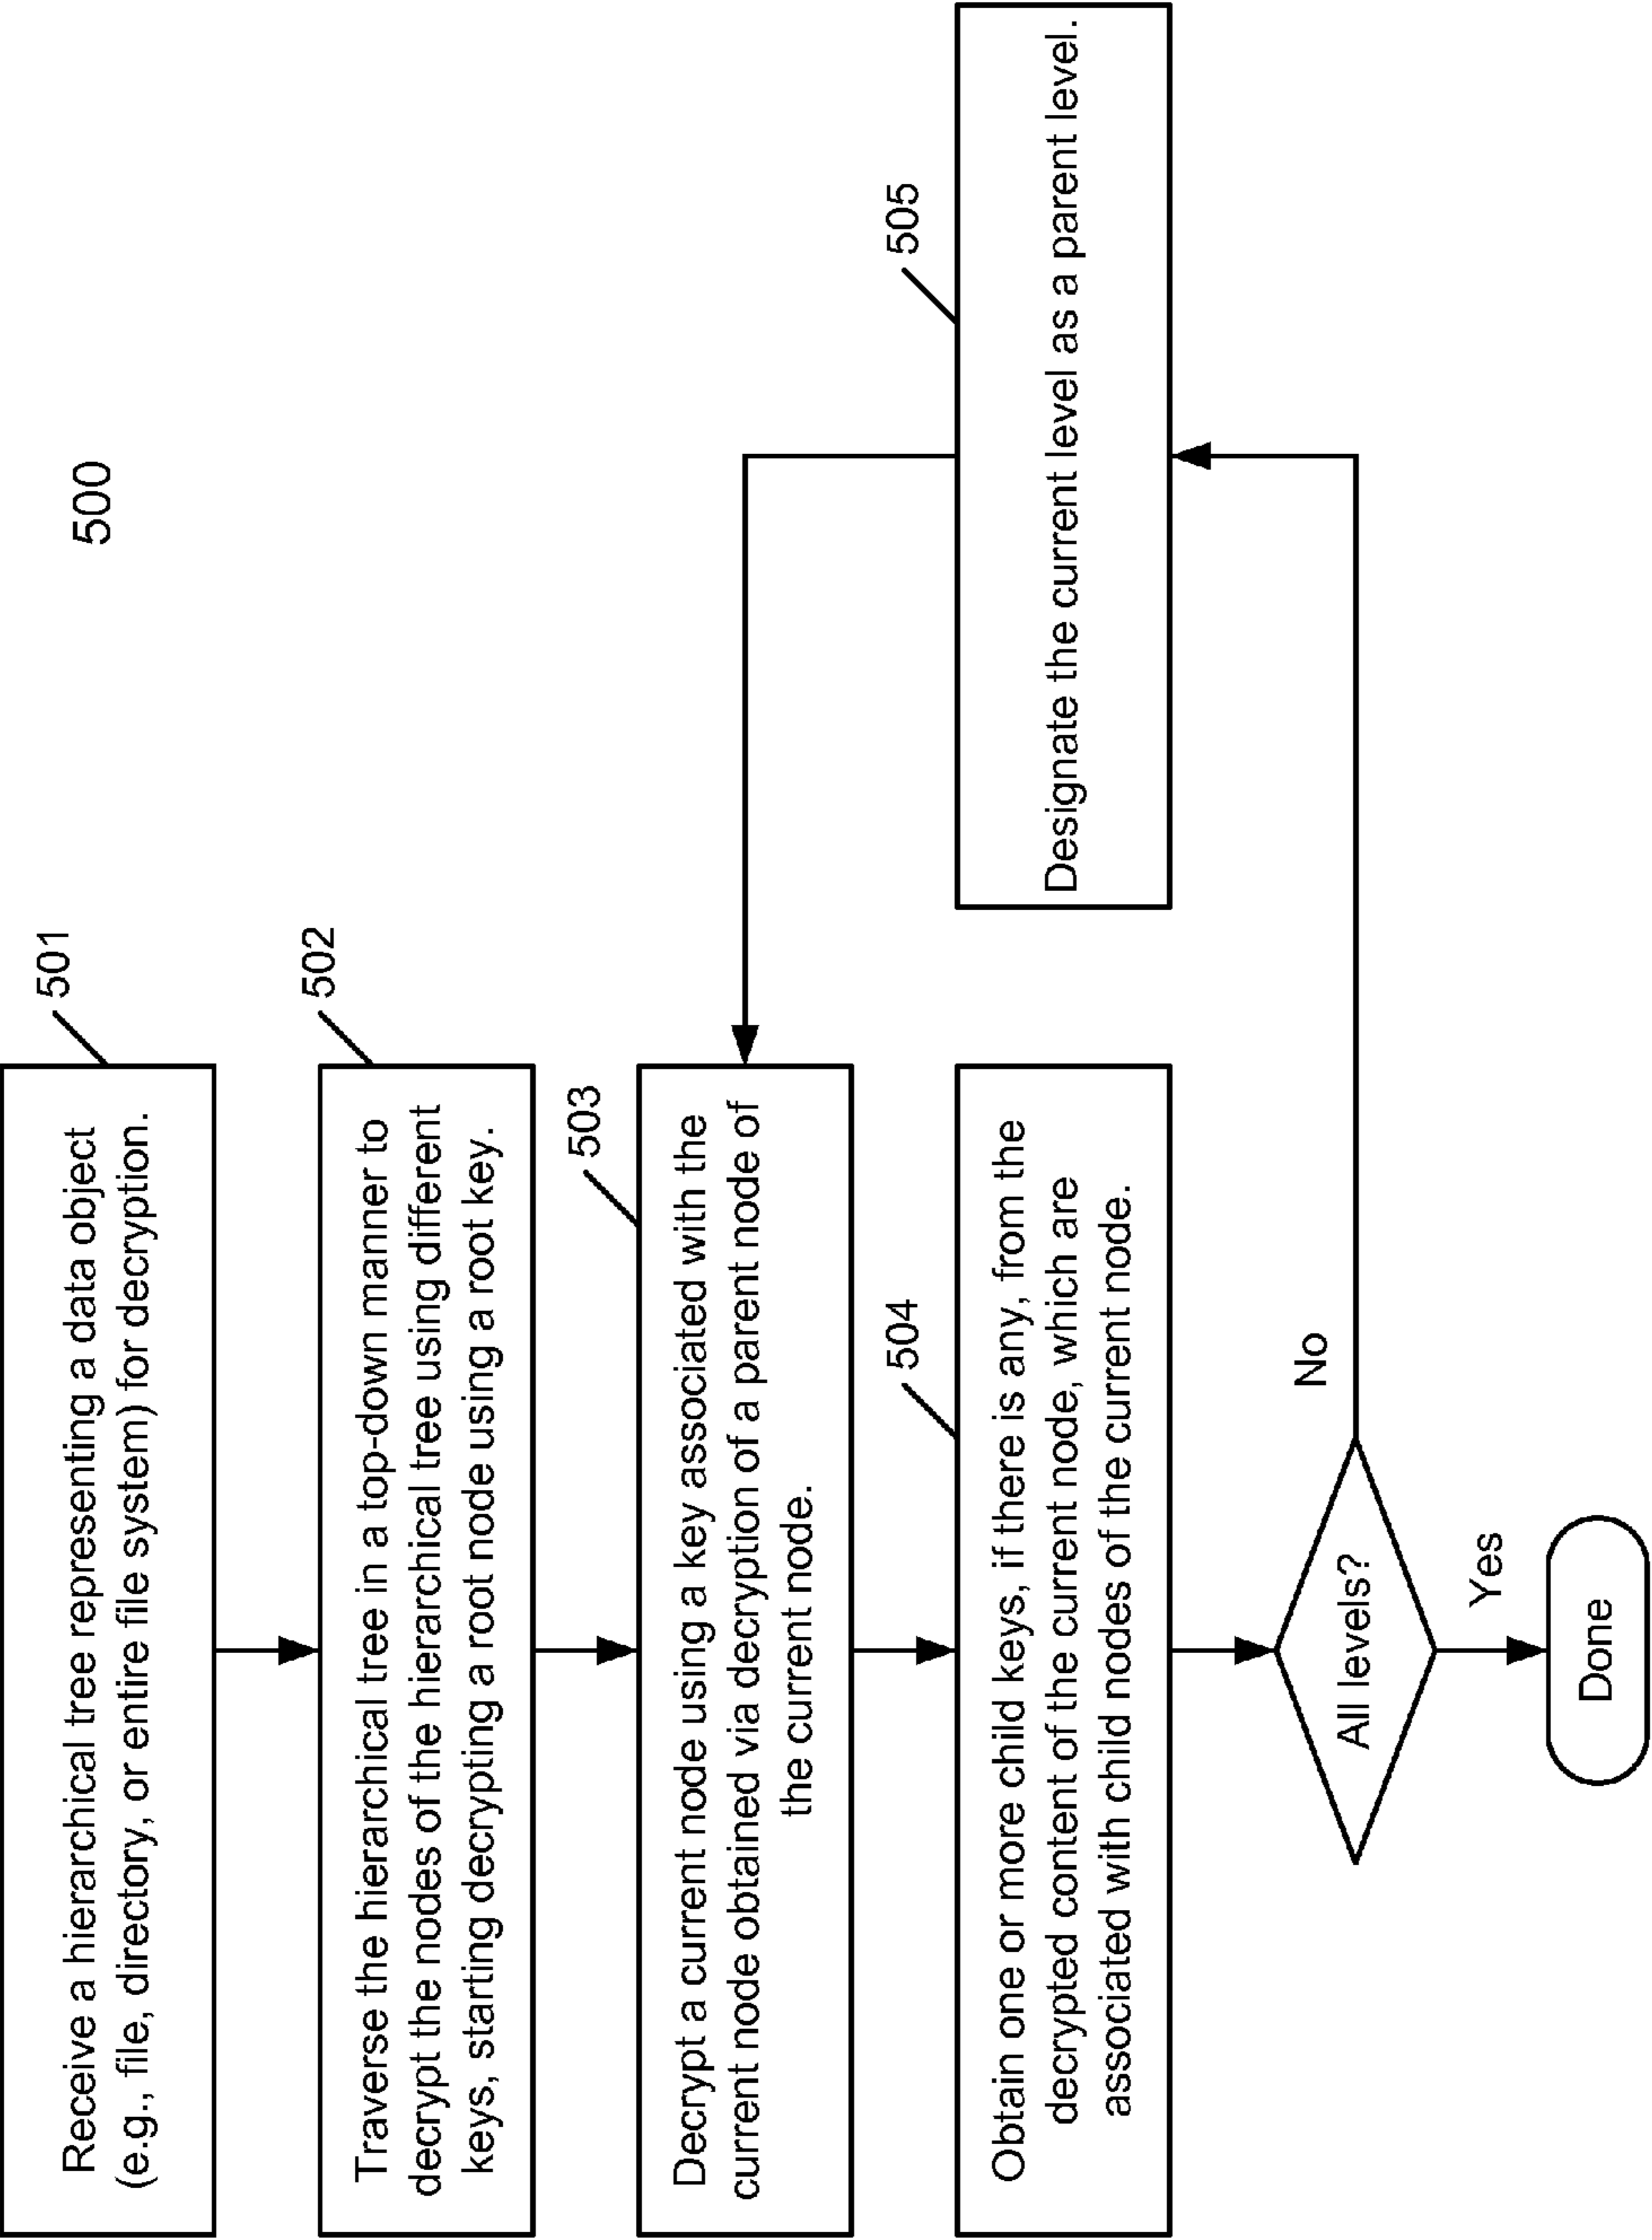 500
501
Receive a hierarchical tree representing a data object
(e.g., file, directory, or entire file system) for decryption.
502
Traverse the hierarchical tree in a top-down manner to
decrypt the nodes of the hierarchical tree using different
keys, starting decrypting a root node using a root key.
503
Decrypt a current node using a key associated with the
current node obtained via decryption of a parent node of
the current node.
504
Obtain one or more child keys, if there is any, from the
decrypted content of the current node, which are
associated with child nodes of the current node.
505
Designate the current level as a parent level.
All levels?
No
Yes
Done